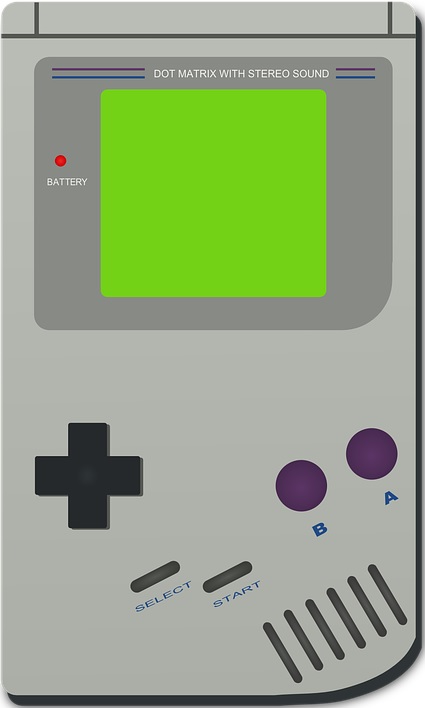 DOT MATRIX WITH STEREO SOUND
BATTERY
B
A
SELECT
START